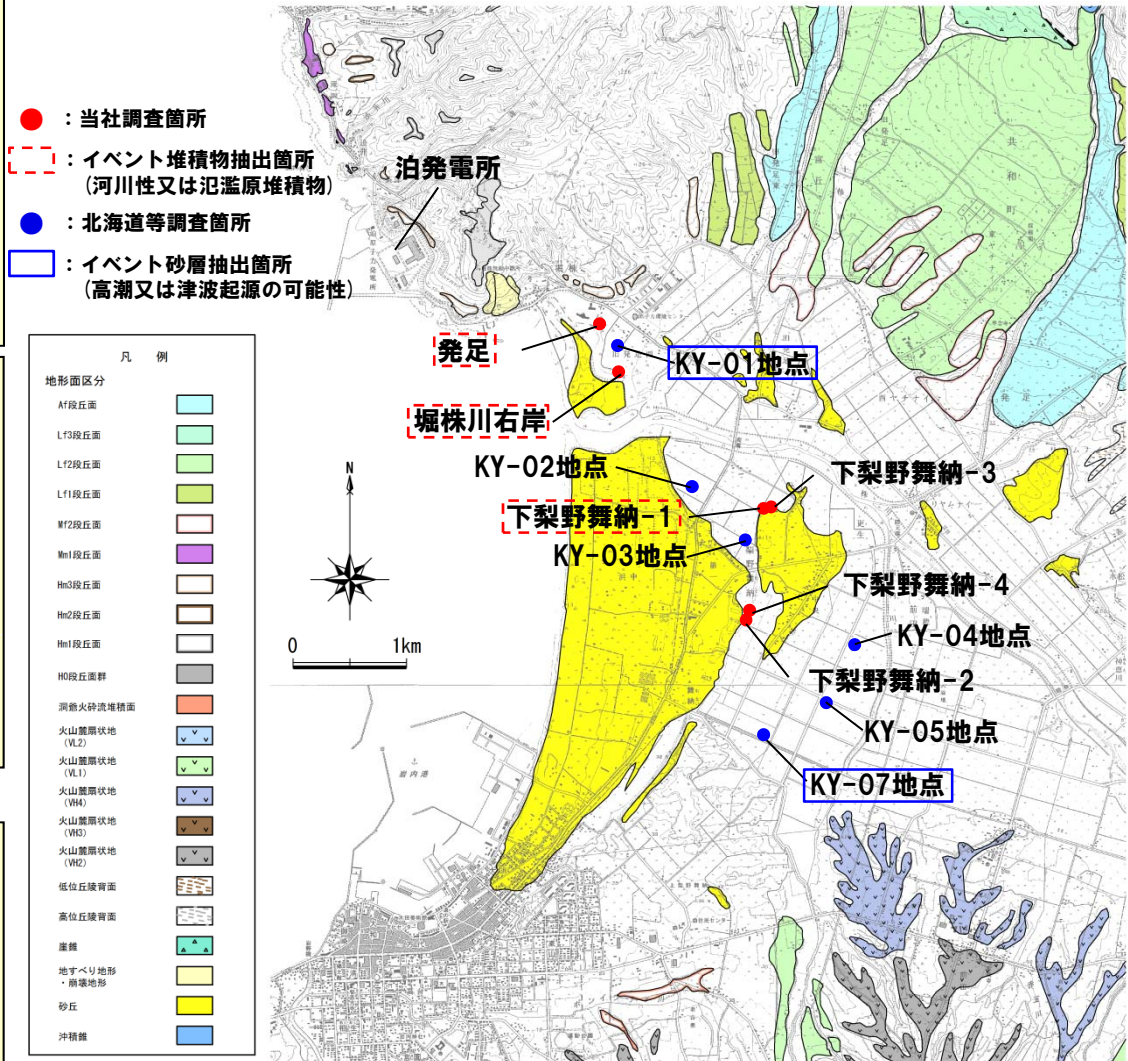 : 当社調査箇所
: イベント堆積物抽出箇所
(河川性又は氾濫原堆積物)
: 北海道等調査箇所
: イベント砂層抽出箇所
(高潮又は津波起源の可能性)
泊発電所
発足
KY-01地点
堀株川右岸
KY-02地点
下梨野舞納-3
下梨野舞納-1
KY-03地点
下梨野舞納-4
KY-04地点
下梨野舞納-2
KY-05地点
KY-07地点
N
0 1km
岩内港
共和町
発足
凡 例
地形面区分
Af段丘面
Lf3段丘面
Lf2段丘面
Lf1段丘面
Mf2段丘面
Mm1段丘面
Hm3段丘面
Hm2段丘面
Hm1段丘面
H0段丘面群
洞爺火砕流堆積面
火山麓扇状地
(VL2)
火山麓扇状地
(VL1)
火山麓扇状地
(VH4)
火山麓扇状地
(VH3)
火山麓扇状地
(VH2)
低位丘陵背面
高位丘陵背面
崖錐
地すべり地形
・崩壊地形
砂丘
沖積錐